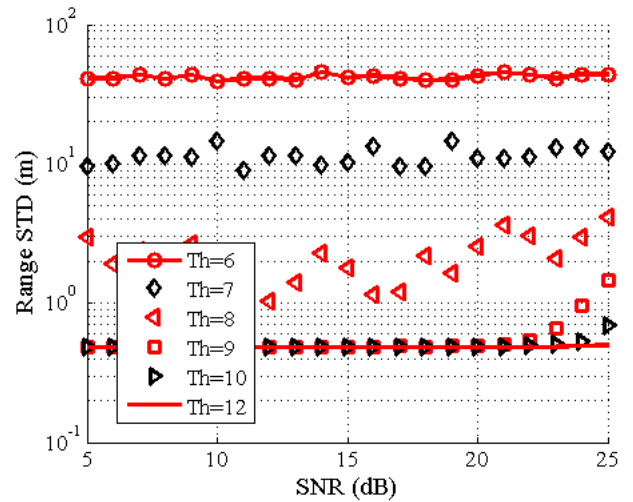 10^2
10^1
10^0
10^-1
Range STD (m)
Th=6
Th=7
Th=8
Th=9
Th=10
Th=12
5 10 15 20 25
SNR (dB)